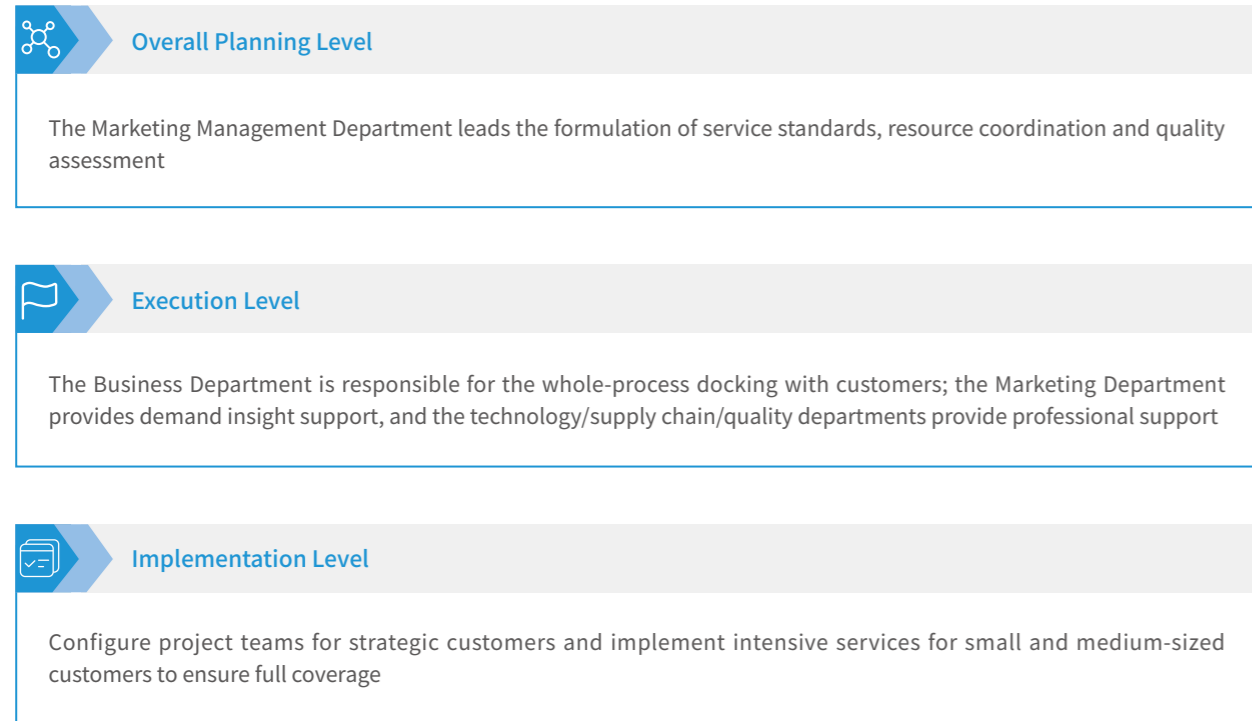 Overall Planning Level
The Marketing Management Department leads the formulation of service standards, resource coordination and quality
assessment
Execution Level
The Business Department is responsible for the whole-process docking with customers; the Marketing Department
provides demand insight support, and the technology/supply chain/quality departments provide professional support
Implementation Level
Configure project teams for strategic customers and implement intensive services for small and medium-sized
customers to ensure full coverage